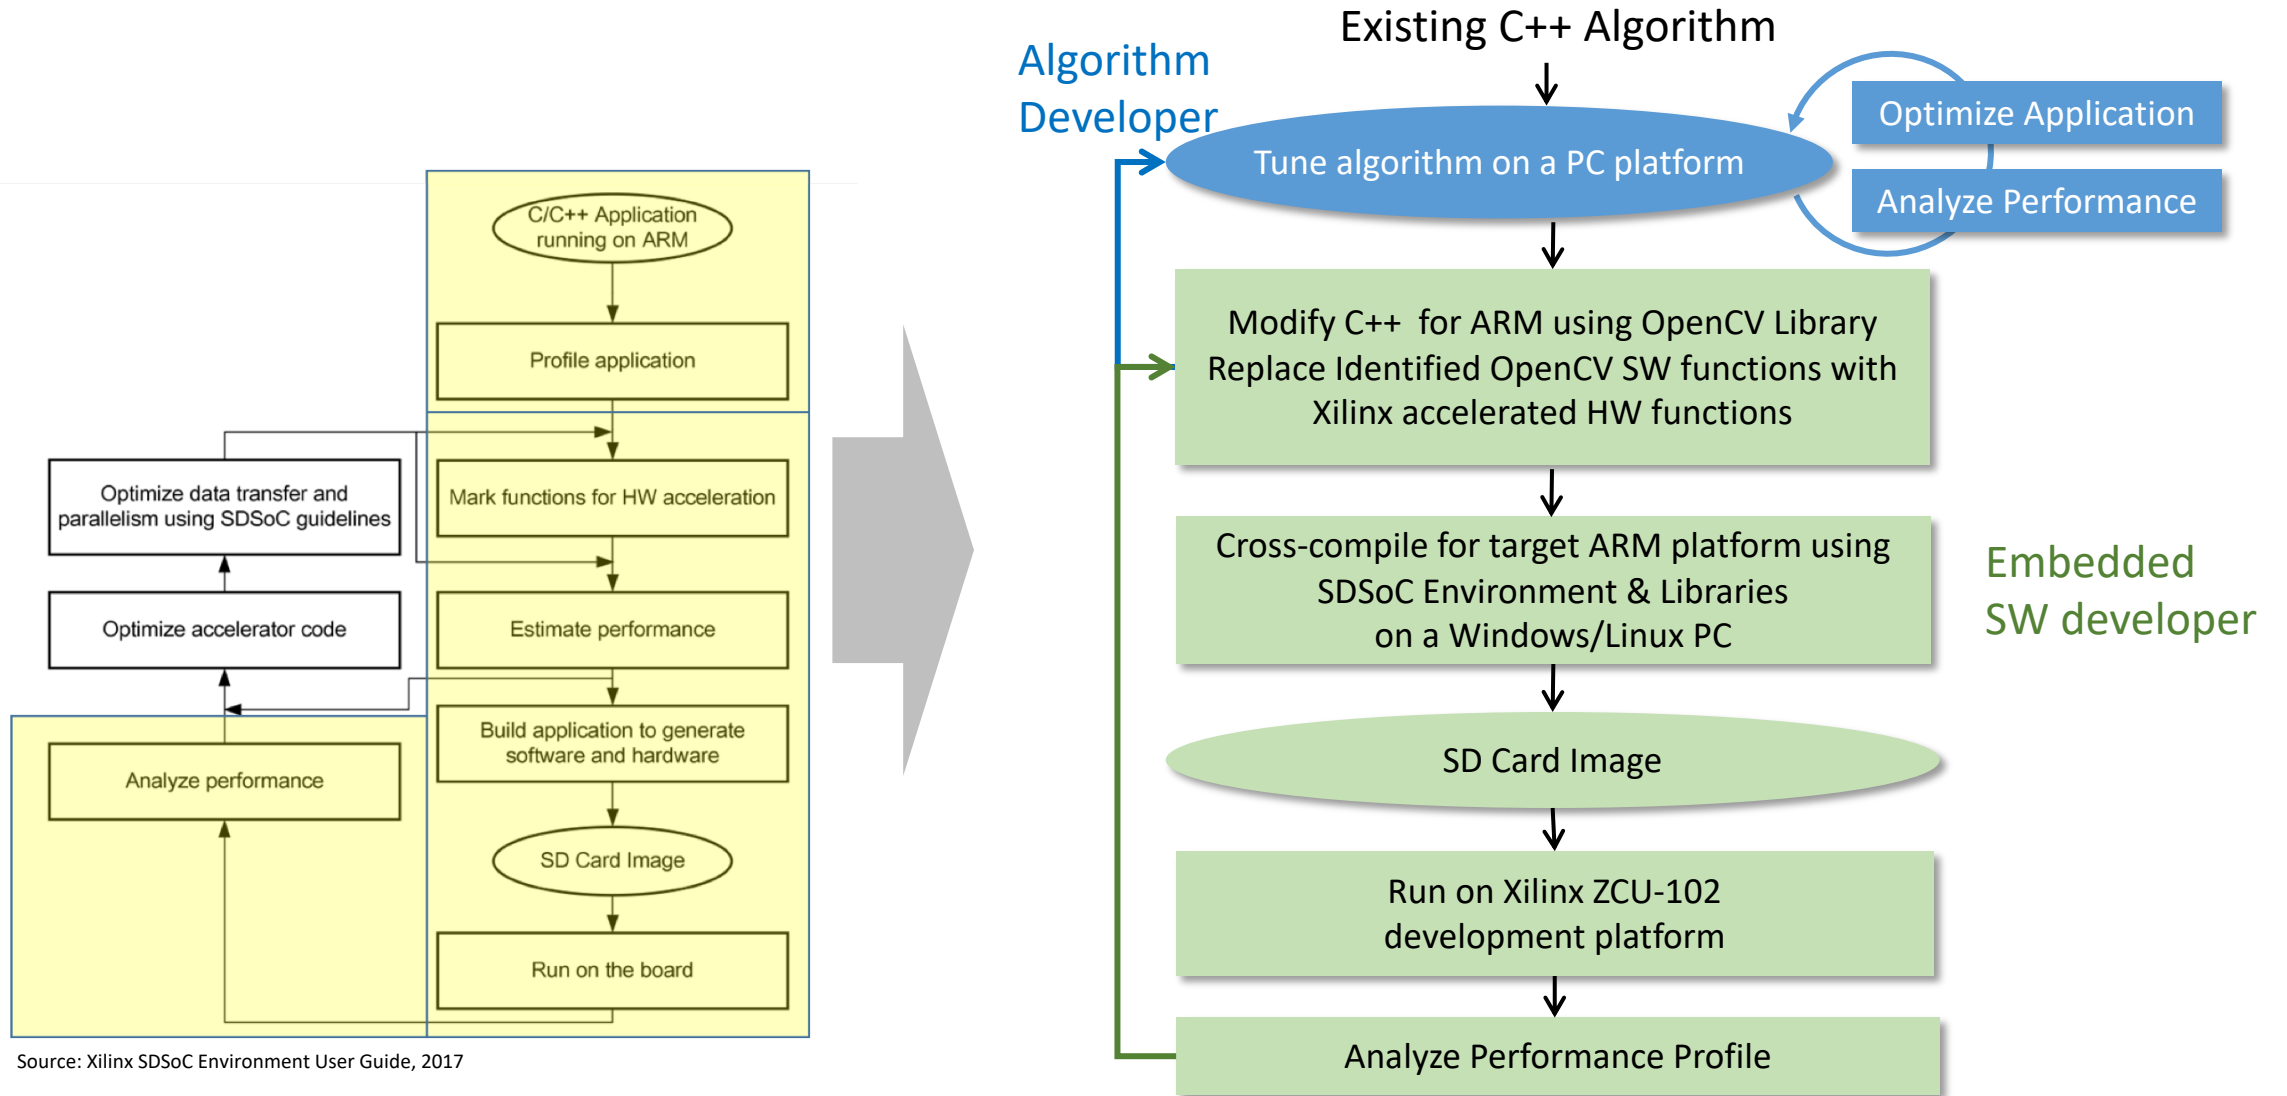 C/C++ Application
running on ARM
Profile application
Mark functions for HW acceleration
Optimize data transfer and
parallelism using SDSoC guidelines
Optimize accelerator code
Estimate performance
Build application to generate
software and hardware
Analyze performance
SD Card Image
Run on the board
Source: Xilinx SDSoC Environment User Guide, 2017
Existing C++ Algorithm
Algorithm
Developer
Tune algorithm on a PC platform
Optimize Application
Analyze Performance
Modify C++ for ARM using OpenCV Library
Replace Identified OpenCV SW functions with
Xilinx accelerated HW functions
Cross-compile for target ARM platform using
SDSoC Environment & Libraries
on a Windows/Linux PC
Embedded
SW developer
SD Card Image
Run on Xilinx ZCU-102
development platform
Analyze Performance Profile